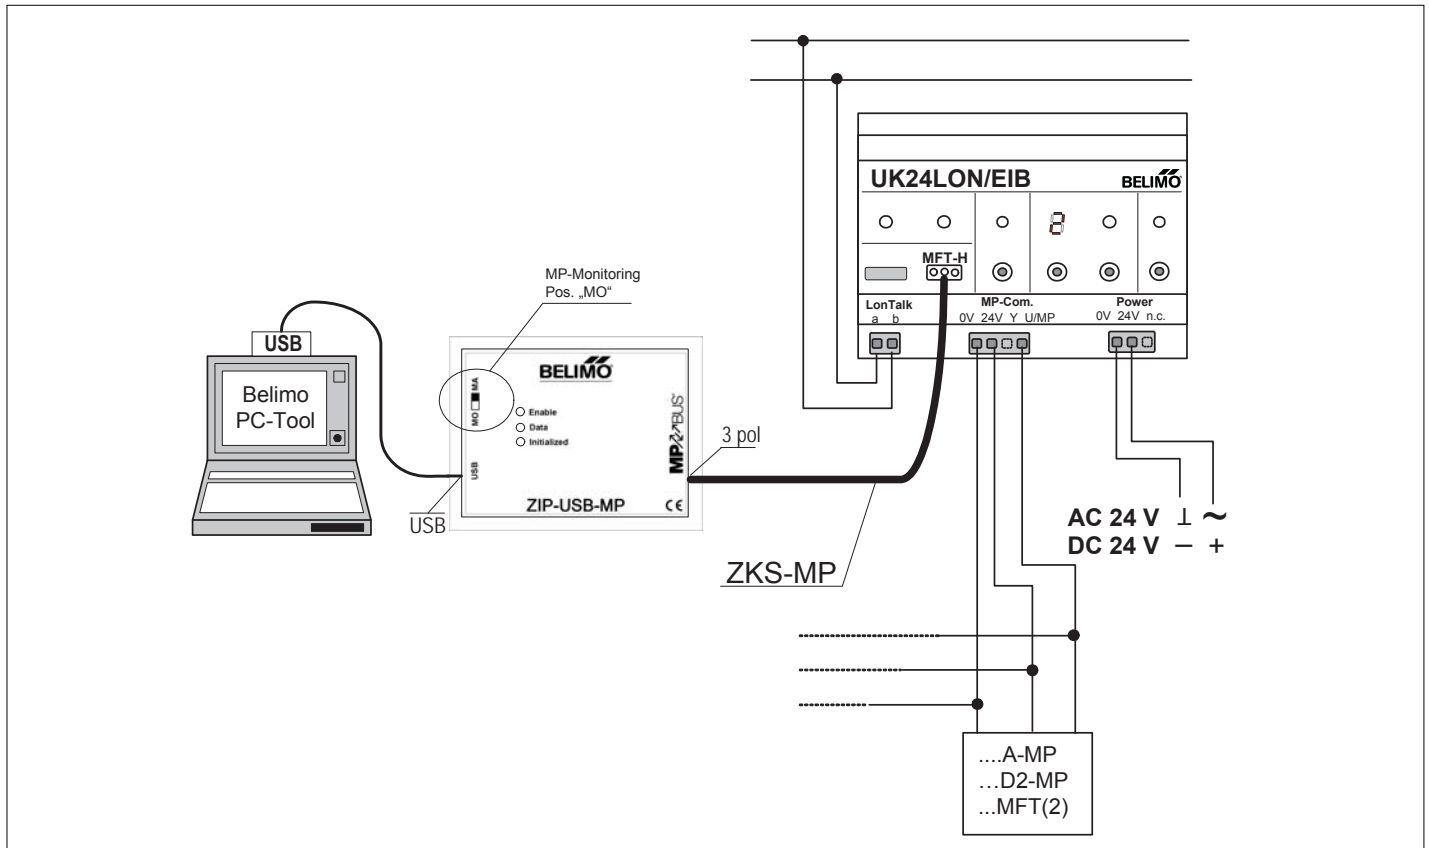 UK24LON/EIB
BELIMO
MFT-H
LonTalk
a b
MP-Com.
0V 24V Y U/MP
Power
0V 24V n.c.
MP-Monitoring
Pos. „MO“
USB
Belimo
PC-Tool
MO MA
BELIMO
Enable
Data
Initialized
USB
MP BUS
ZIP-USB-MP
CE
USB
3 pol
ZKS-MP
AC 24 V ⊥ ~
DC 24 V – +
....A-MP
...D2-MP
...MFT(2)